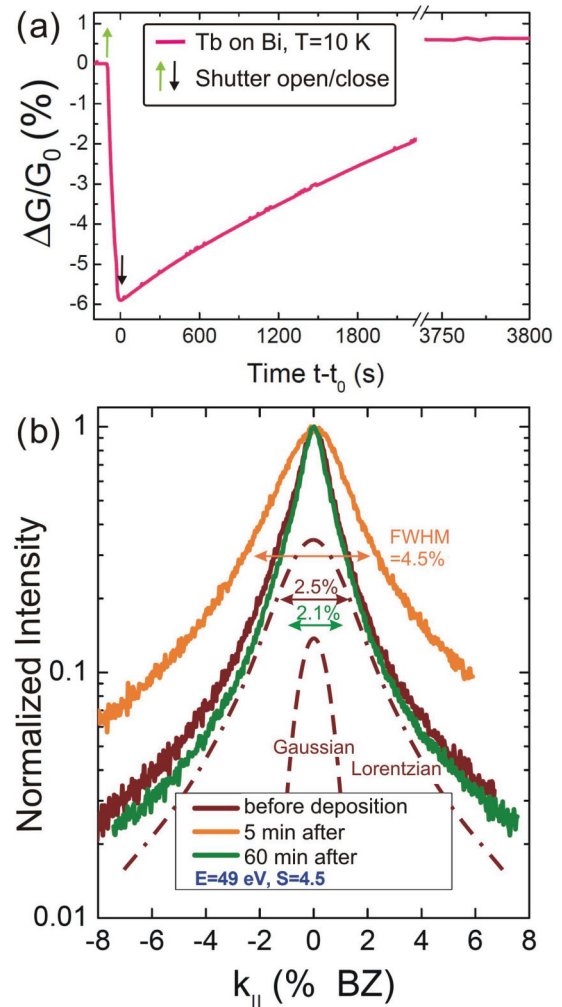 (a)
Tb on Bi, T=10 K
Shutter open/close
ΔG/G₀ (%)
0
-1
-2
-3
-4
-5
-6
0 600 1200 1800 3750 3800
Time t-t₀ (s)
(b)
Normalized Intensity
1
0.1
0.01
FWHM
=4.5%
2.5%
2.1%
Gaussian
Lorentzian
before deposition
5 min after
60 min after
E=49 eV, S=4.5
-8 -6 -4 -2 0 2 4 6 8
k_|| (% BZ)